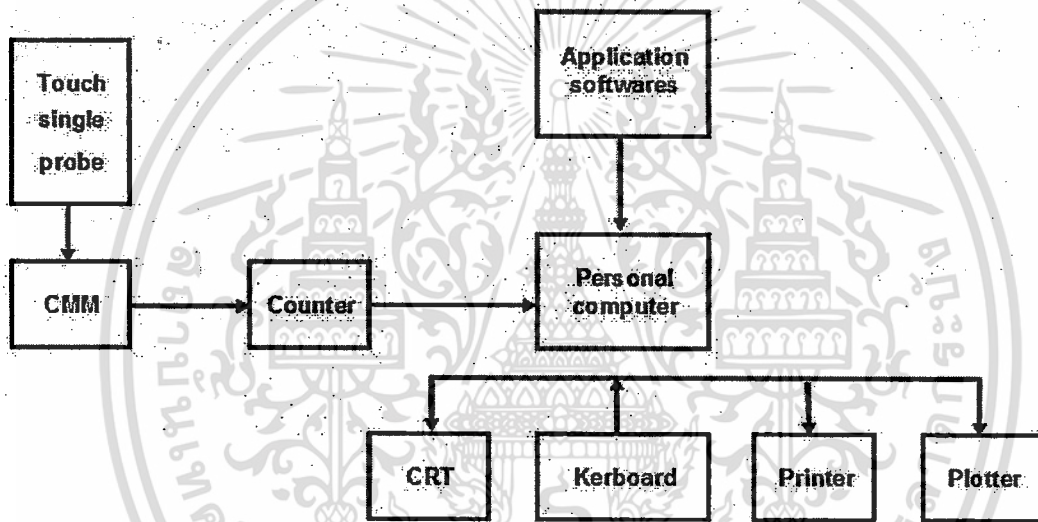 Touch
single
probe
Application
softwares
CMM
Counter
Personal
computer
CRT
Kerboard
Printer
Plotter